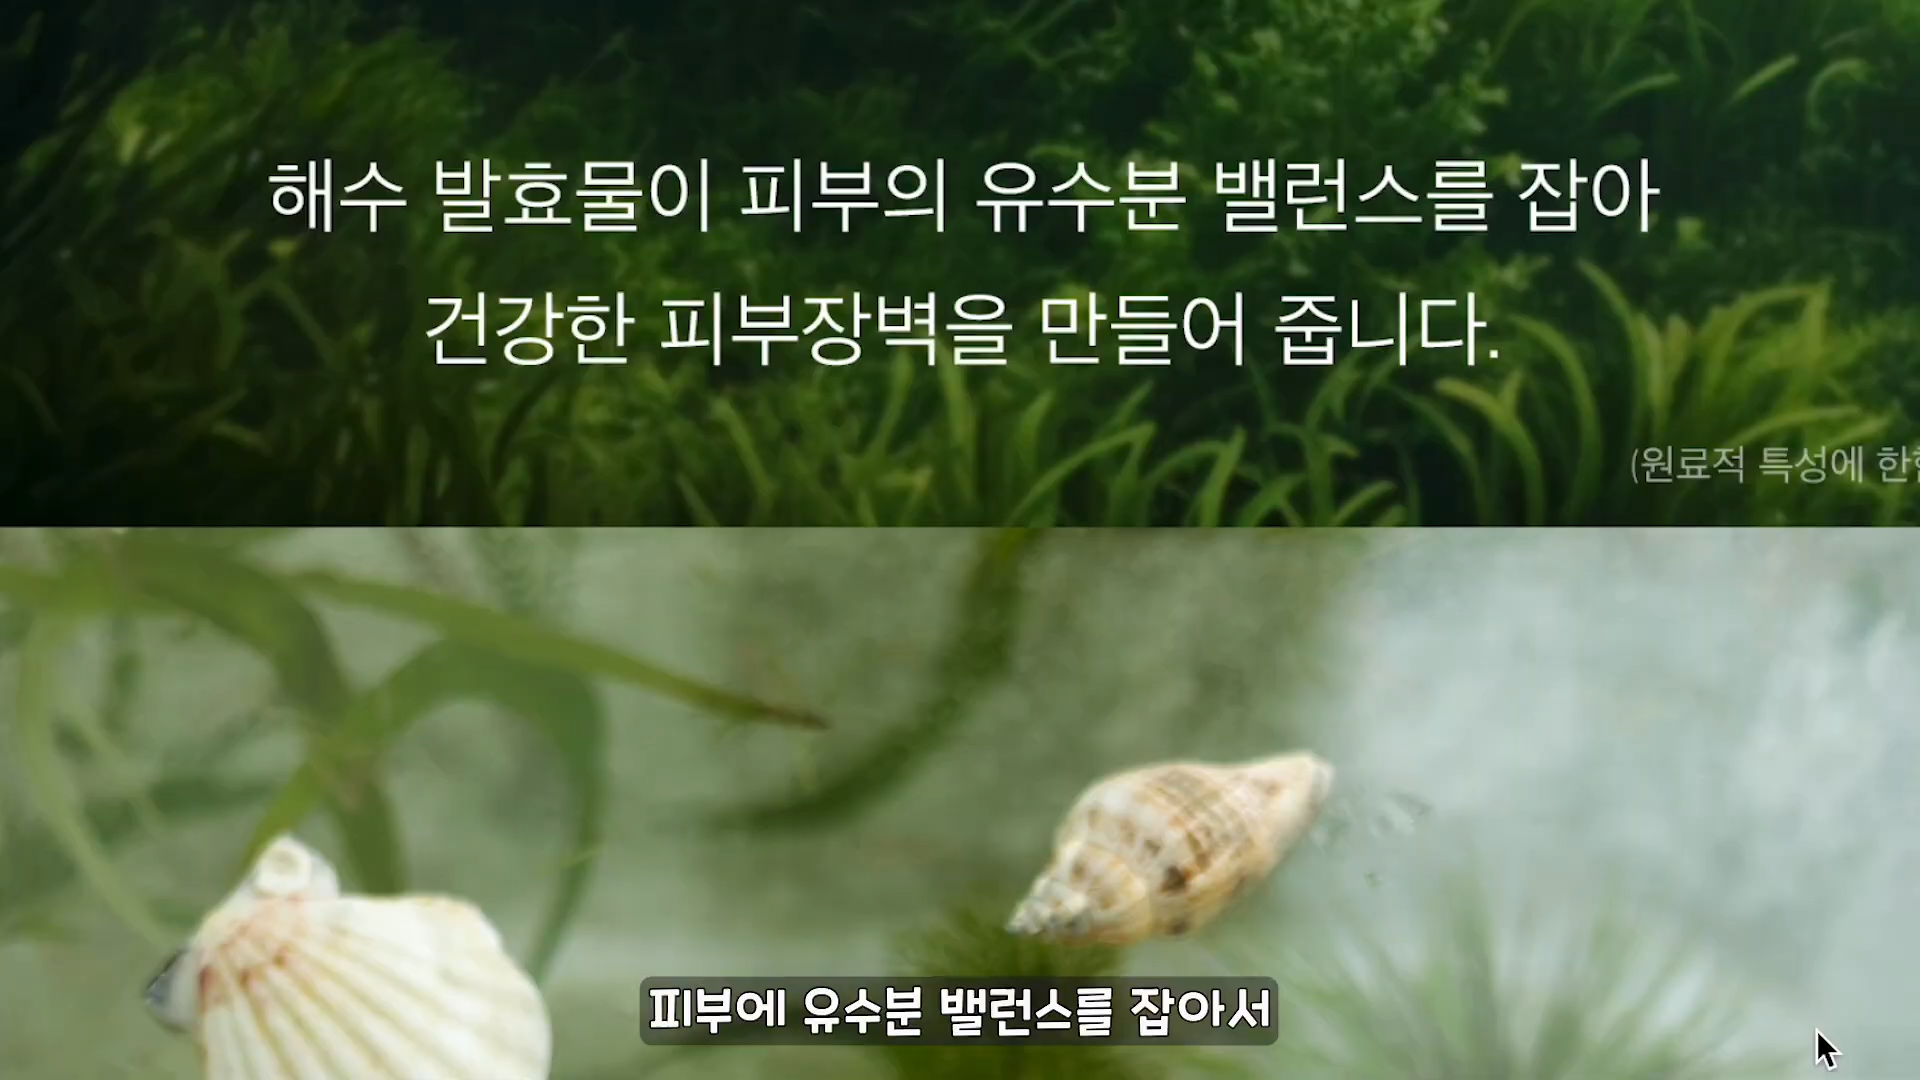 해수 발효물이 피부의 유수분 밸런스를 잡아
건강한 피부장벽을 만들어 줍니다.
(원료적 특성에
피부에 유수분 밸런스를 잡아서